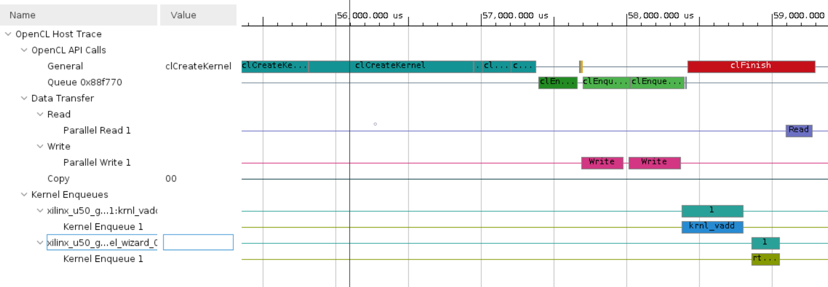 Name Value 56,000.000 us 57,000.000 us 58,000.000 us 59,000.000
OpenCL Host Trace
OpenCL API Calls
General clCreateKernel clCreateKe... clCreateKernel . cl... c... clFinish
Queue 0x88f770 clEn... clEnqu... clEnque...
Data Transfer
Read
Parallel Read 1 Read
Write
Parallel Write 1 Write Write
Copy 00
Kernel Enqueues
xilinx_u50_g...1:krnl_vadd 1
Kernel Enqueue 1 krnl_vadd
xilinx_u50_g...el_wizard_0 1
Kernel Enqueue 1 rt...